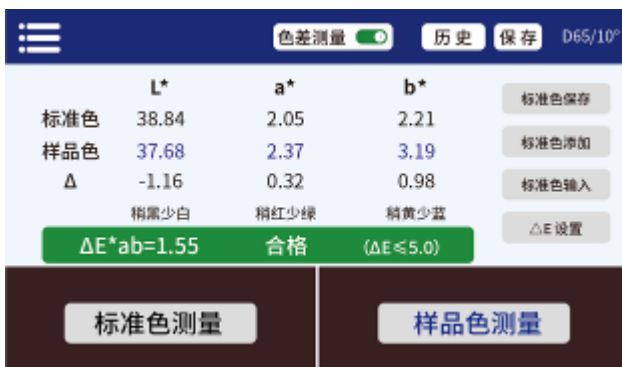 色差测量 历史 保存 D65/10°
L* a* b*
标准色 38.84 2.05 2.21
样品色 37.68 2.37 3.19
Δ -1.16 0.32 0.98
稍黑少白 稍红少绿 稍黄少蓝
ΔE*ab=1.55 合格 (ΔE≤5.0)
标准色保存
标准色添加
标准色输入
△E 设置
标准色测量 样品色测量